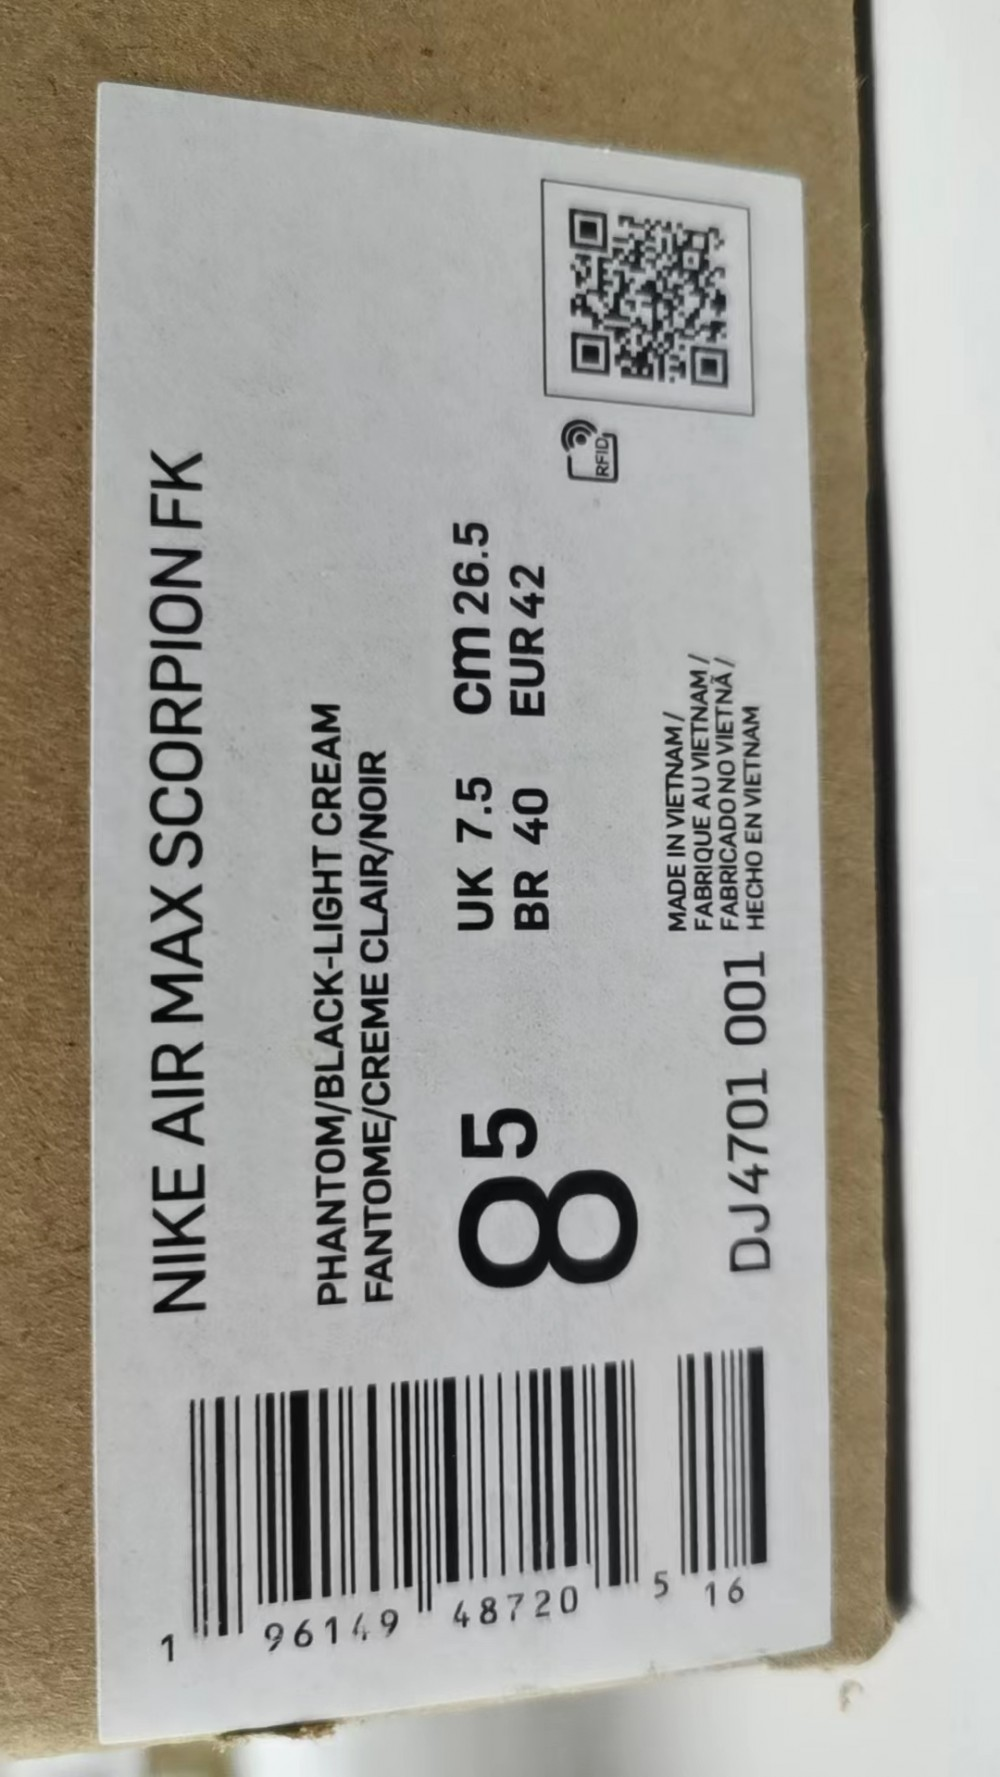 NIKE AIR MAX SCORPION FK
PHANTOM/BLACK-LIGHT CREAM
FANTOME/CREME CLAIR/NOIR
8 5
UK 7.5 cm 26.5
BR 40 EUR 42
RFID
DJ4701 001
MADE IN VIETNAM /
FABRIQUE AU VIETNAM /
FABRICADO NO VIETNÃ /
HECHO EN VIETNAM
1 96149 48720 5 16